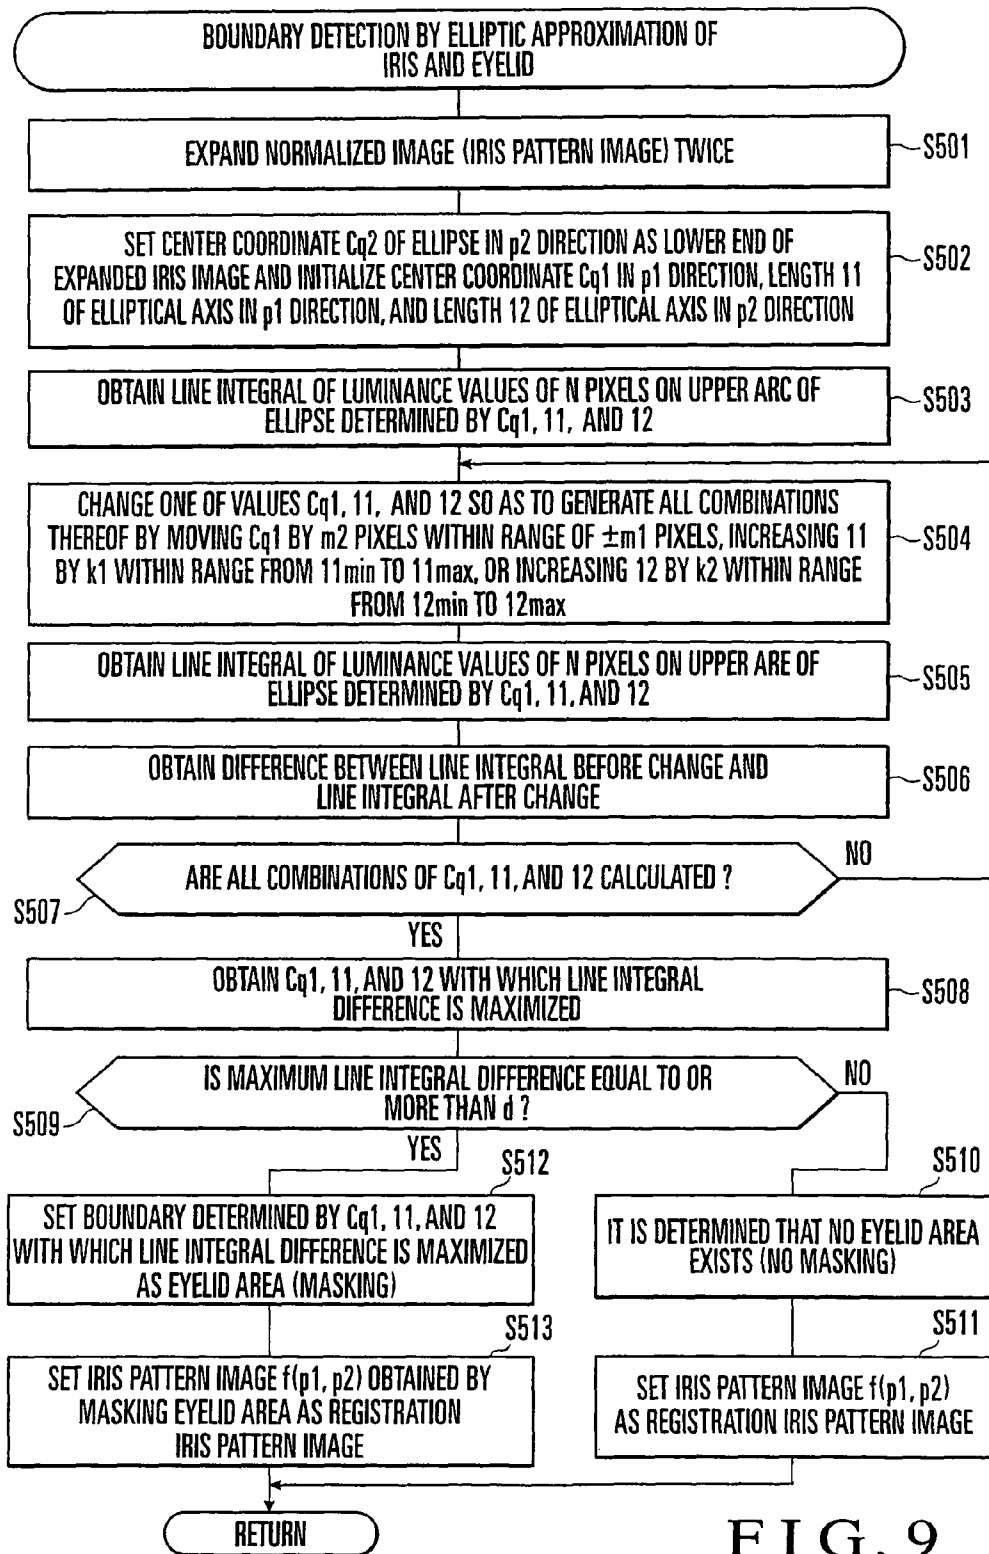 BOUNDARY DETECTION BY ELLIPTIC APPROXIMATION OF
IRIS AND EYELID
EXPAND NORMALIZED IMAGE (IRIS PATTERN IMAGE) TWICE
S501
SET CENTER COORDINATE Cq2 OF ELLIPSE IN p2 DIRECTION AS LOWER END OF
EXPANDED IRIS IMAGE AND INITIALIZE CENTER COORDINATE Cq1 IN p1 DIRECTION, LENGTH 11
OF ELLIPTICAL AXIS IN p1 DIRECTION, AND LENGTH 12 OF ELLIPTICAL AXIS IN p2 DIRECTION
S502
OBTAIN LINE INTEGRAL OF LUMINANCE VALUES OF N PIXELS ON UPPER ARC OF
ELLIPSE DETERMINED BY Cq1, 11, AND 12
S503
CHANGE ONE OF VALUES Cq1, 11, AND 12 SO AS TO GENERATE ALL COMBINATIONS
THEREOF BY MOVING Cq1 BY m2 PIXELS WITHIN RANGE OF ±m1 PIXELS, INCREASING 11
BY k1 WITHIN RANGE FROM 11min TO 11max, OR INCREASING 12 BY k2 WITHIN RANGE
FROM 12min TO 12max
S504
OBTAIN LINE INTEGRAL OF LUMINANCE VALUES OF N PIXELS ON UPPER ARE OF
ELLIPSE DETERMINED BY Cq1, 11, AND 12
S505
OBTAIN DIFFERENCE BETWEEN LINE INTEGRAL BEFORE CHANGE AND
LINE INTEGRAL AFTER CHANGE
S506
ARE ALL COMBINATIONS OF Cq1, 11, AND 12 CALCULATED ?
NO
S507
YES
OBTAIN Cq1, 11, AND 12 WITH WHICH LINE INTEGRAL
DIFFERENCE IS MAXIMIZED
S508
IS MAXIMUM LINE INTEGRAL DIFFERENCE EQUAL TO OR
MORE THAN d ?
NO
S509
YES
S512
SET BOUNDARY DETERMINED BY Cq1, 11, AND 12
WITH WHICH LINE INTEGRAL DIFFERENCE IS MAXIMIZED
AS EYELID AREA (MASKING)
S510
IT IS DETERMINED THAT NO EYELID AREA
EXISTS (NO MASKING)
S513
SET IRIS PATTERN IMAGE f(p1, p2) OBTAINED BY
MASKING EYELID AREA AS REGISTRATION
IRIS PATTERN IMAGE
S511
SET IRIS PATTERN IMAGE f(p1, p2)
AS REGISTRATION IRIS PATTERN IMAGE
RETURN
FIG. 9